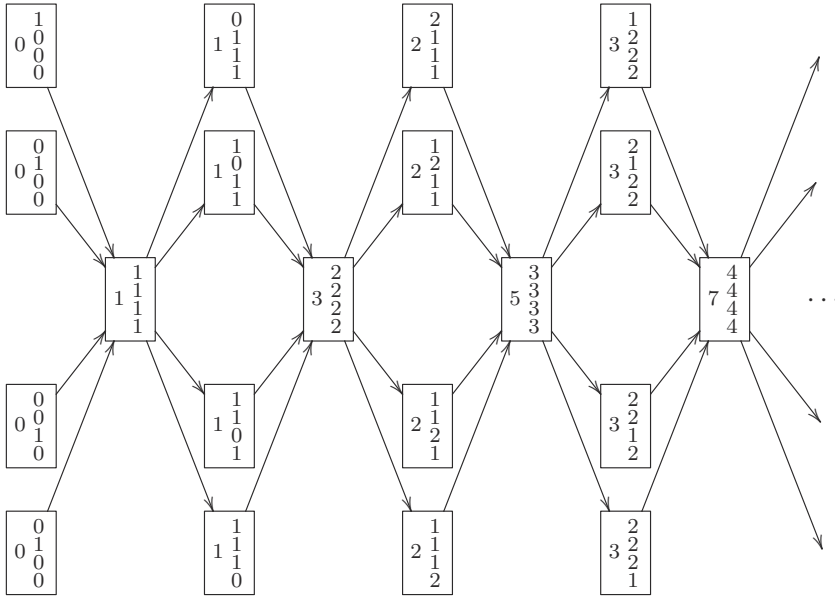 0 1 0 0 0
1 0 1 1 1
2 2 1 1 1
3 1 2 2 2
0 0 1 0 0
1 1 0 1 1
2 1 2 1 1
3 2 1 2 2
1 1 1 1 1
3 2 2 2 2
5 3 3 3 3
7 4 4 4 4
...
0 0 0 1 0
1 1 1 0 1
2 1 1 2 1
3 2 2 1 2
0 0 1 0 0
1 1 1 1 0
2 1 1 1 2
3 2 2 2 1